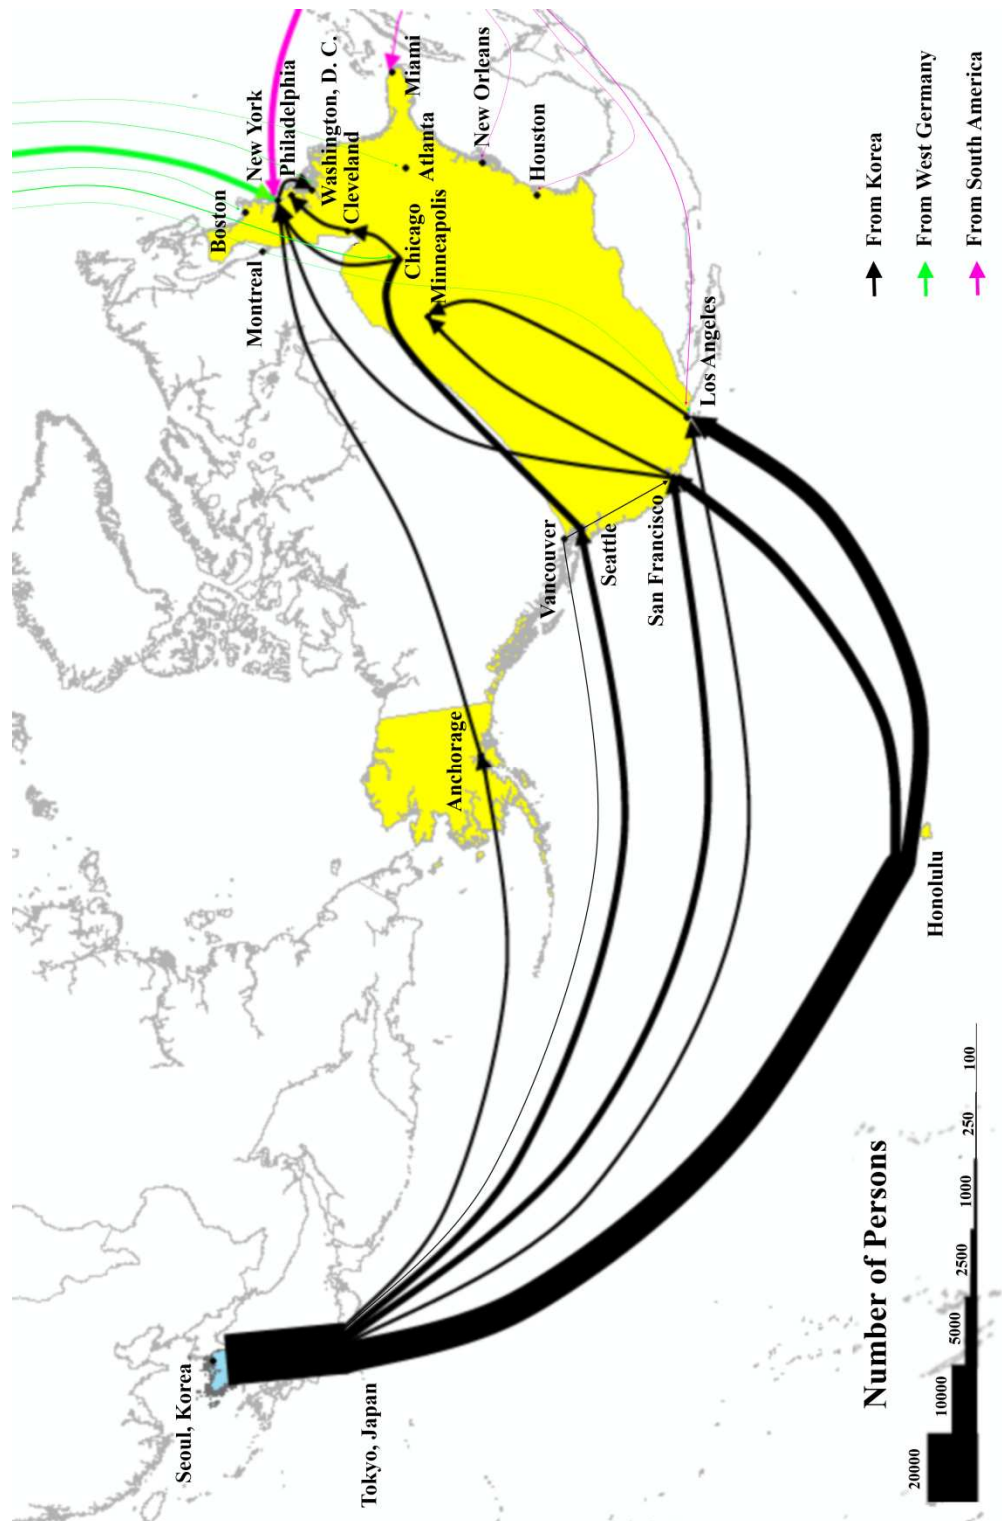 Seoul, Korea
Tokyo, Japan
Honolulu
Anchorage
Vancouver
Seattle
San Francisco
Los Angeles
Minneapolis
Chicago
Cleveland
Montreal
Boston
New York
Philadelphia
Washington, D. C.
Atlanta
Miami
New Orleans
Houston
Number of Persons
20000
10000
5000
2500
1000
250
100
From Korea
From West Germany
From South America